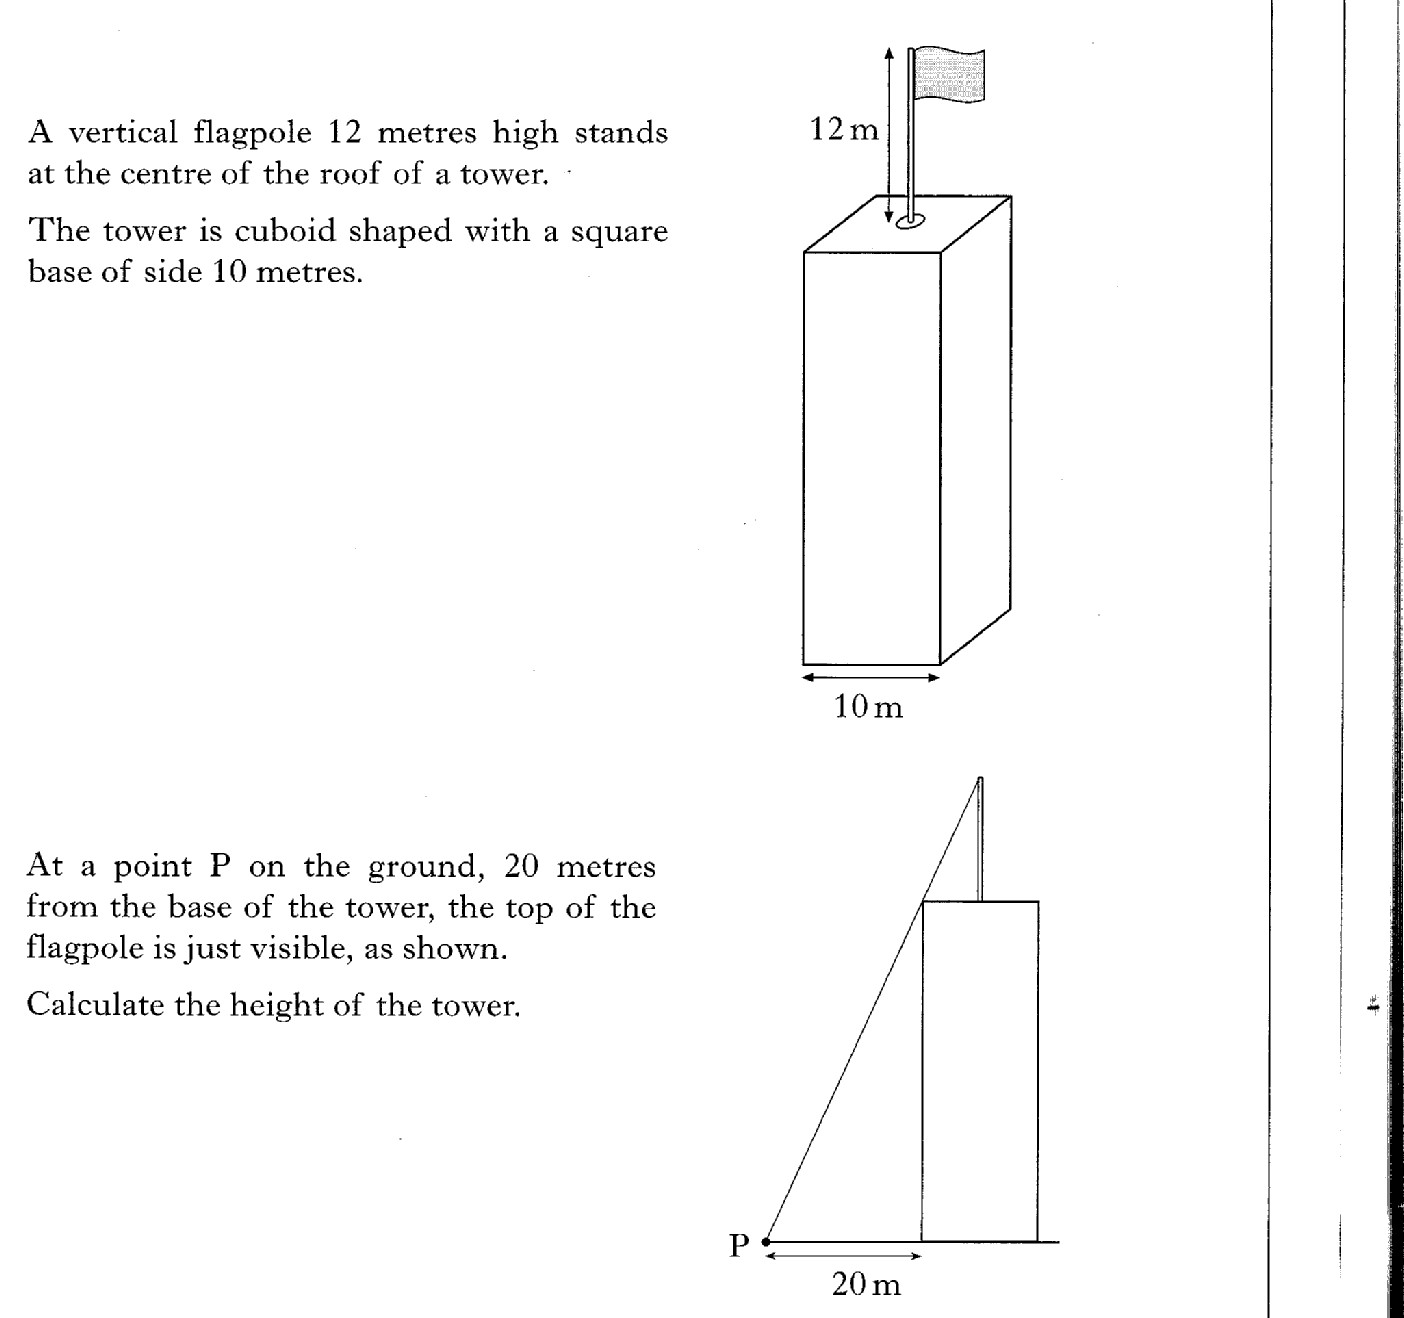 12 m
A vertical flagpole 12 metres high stands
at the centre of the roof of a tower.
The tower is cuboid shaped with a square
base of side 10 metres.
10 m
At a point P on the ground, 20 metres
from the base of the tower, the top of the
flagpole is just visible, as shown.
Calculate the height of the tower.
P
20 m